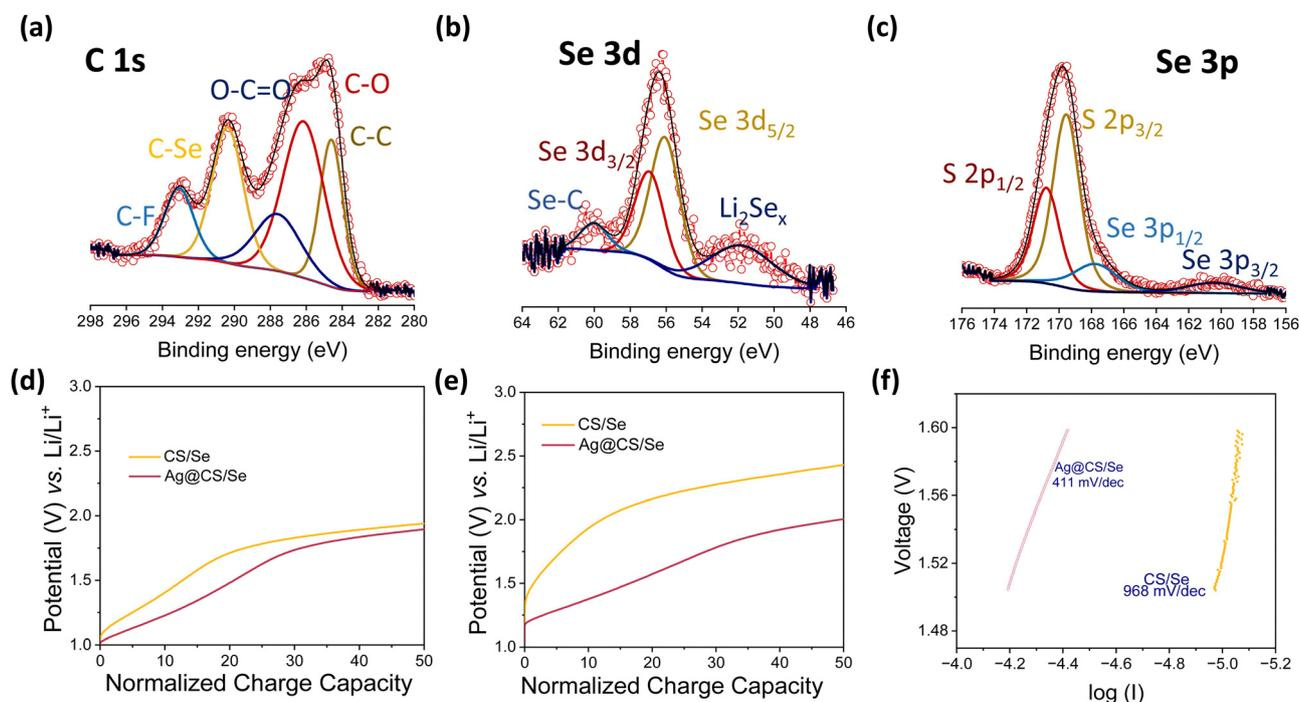 (a)
C 1s
O-C=O
C-O
C-Se
C-C
C-F
298 296 294 292 290 288 286 284 282 280
Binding energy (eV)
(b)
Se 3d
Se 3d5/2
Se 3d3/2
Se-C
Li2Sex
64 62 60 58 56 54 52 50 48 46
Binding energy (eV)
(c)
Se 3p
S 2p3/2
S 2p1/2
Se 3p1/2
Se 3p3/2
176 174 172 170 168 166 164 162 160 158 156
Binding energy (eV)
(d)
Potential (V) vs. Li/Li+
3.0
2.5
2.0
1.5
1.0
CS/Se
Ag@CS/Se
0 10 20 30 40 50
Normalized Charge Capacity
(e)
Potential (V) vs. Li/Li+
3.0
2.5
2.0
1.5
1.0
CS/Se
Ag@CS/Se
0 10 20 30 40 50
Normalized Charge Capacity
(f)
Voltage (V)
1.60
1.56
1.52
1.48
Ag@CS/Se
411 mV/dec
CS/Se
968 mV/dec
−4.0 −4.2 −4.4 −4.6 −4.8 −5.0 −5.2
log (I)